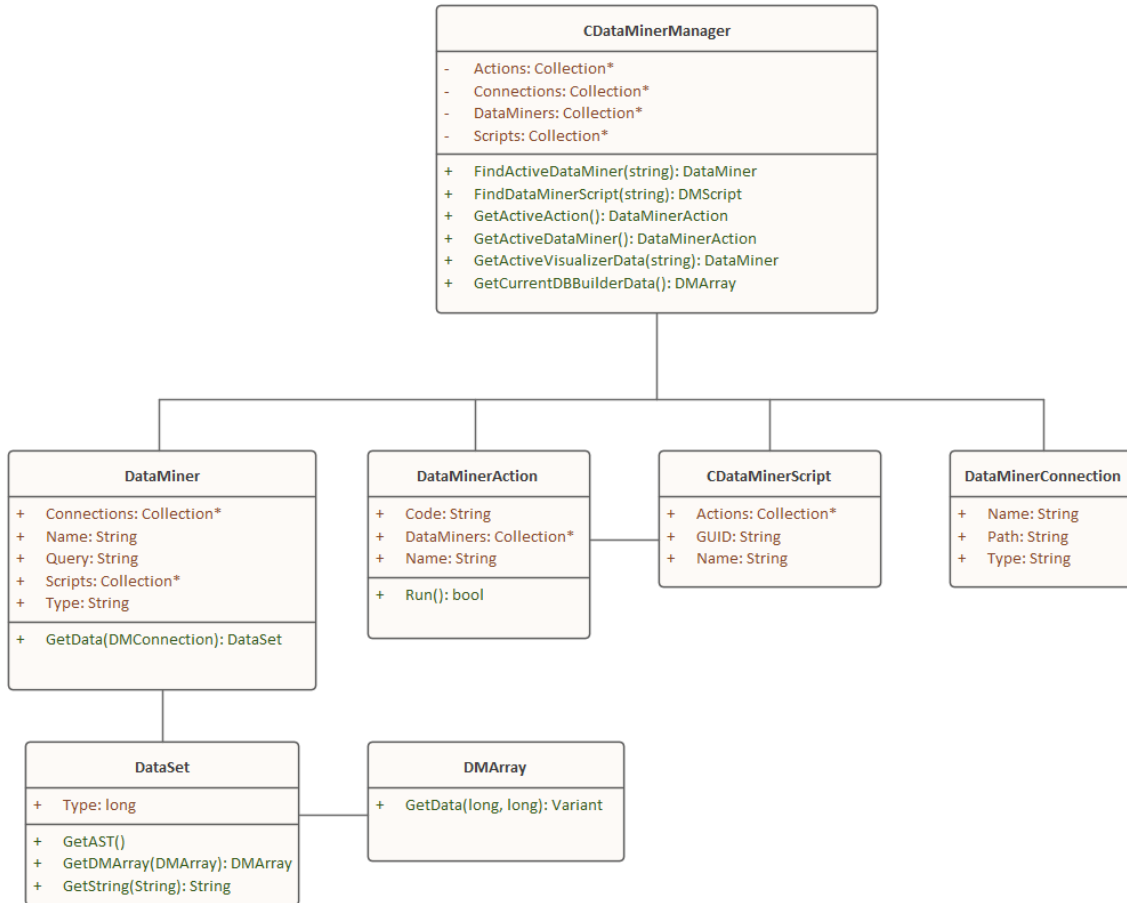 CDataMinerManager
- Actions: Collection*
- Connections: Collection*
- DataMiners: Collection*
- Scripts: Collection*
+ FindActiveDataMiner(string): DataMiner
+ FindDataMinerScript(string): DMScript
+ GetActiveAction(): DataMinerAction
+ GetActiveDataMiner(): DataMinerAction
+ GetActiveVisualizerData(string): DataMiner
+ GetCurrentDBBuilderData(): DMArray
DataMiner
+ Connections: Collection*
+ Name: String
+ Query: String
+ Scripts: Collection*
+ Type: String
+ GetData(DMConnection): DataSet
DataMinerAction
+ Code: String
+ DataMiners: Collection*
+ Name: String
+ Run(): bool
CDataMinerScript
+ Actions: Collection*
+ GUID: String
+ Name: String
DataMinerConnection
+ Name: String
+ Path: String
+ Type: String
DataSet
+ Type: long
+ GetAST()
+ GetDMArray(DMArray): DMArray
+ GetString(String): String
DMArray
+ GetData(long, long): Variant